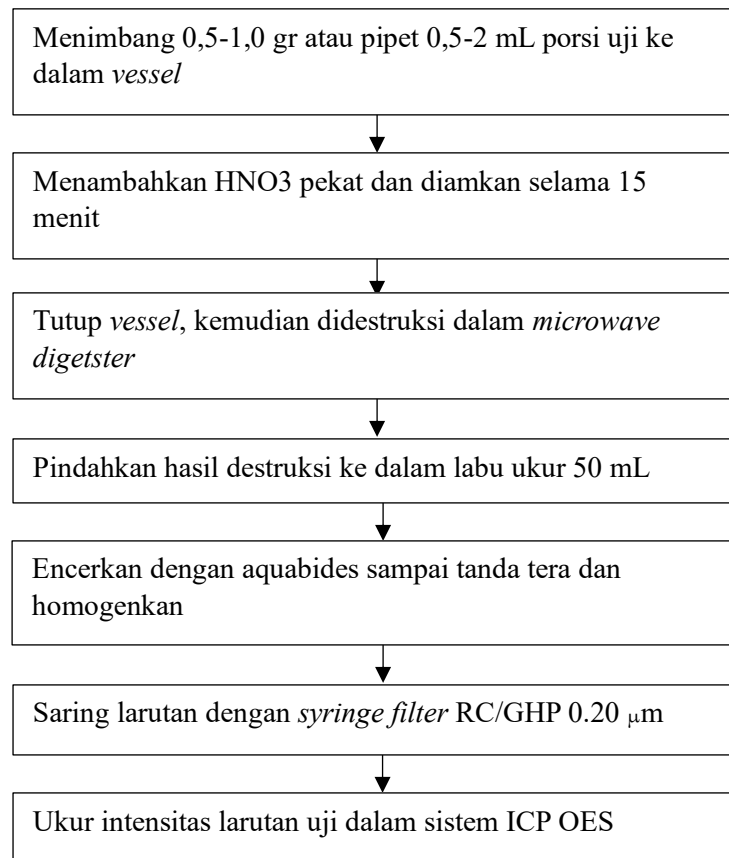 Menimbang 0,5-1,0 gr atau pipet 0,5-2 mL porsi uji ke
dalam vessel
Menambahkan HNO3 pekat dan diamkan selama 15
menit
Tutup vessel, kemudian didestruksi dalam microwave
digetster
Pindahkan hasil destruksi ke dalam labu ukur 50 mL
Encerkan dengan aquabides sampai tanda tera dan
homogenkan
Saring larutan dengan syringe filter RC/GHP 0.20 μm
Ukur intensitas larutan uji dalam sistem ICP OES